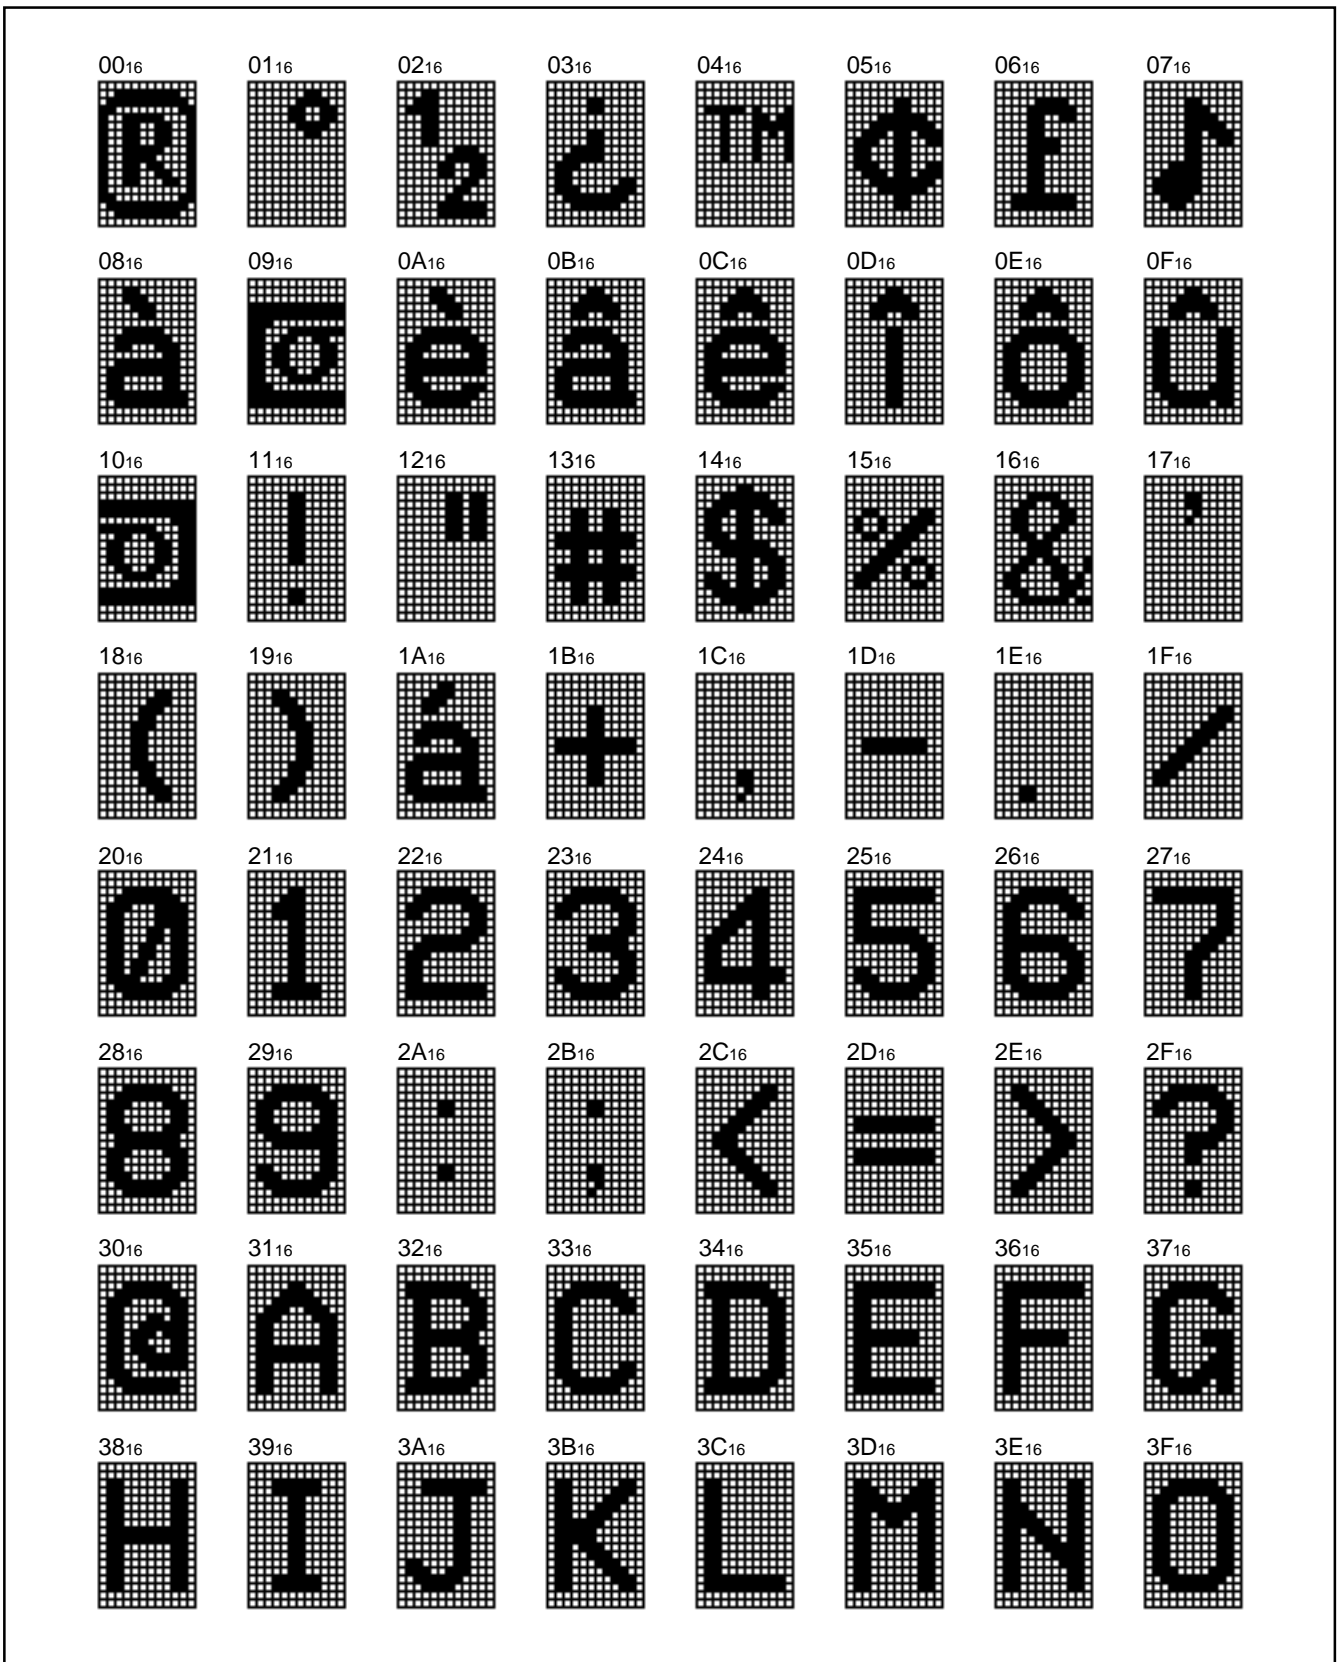 00₁₆ 01₁₆ 02₁₆ 03₁₆ 04₁₆ 05₁₆ 06₁₆ 07₁₆
® ° ½ ¿ ™ ¢ £ ♪
08₁₆ 09₁₆ 0A₁₆ 0B₁₆ 0C₁₆ 0D₁₆ 0E₁₆ 0F₁₆
à è â ê î ô û
10₁₆ 11₁₆ 12₁₆ 13₁₆ 14₁₆ 15₁₆ 16₁₆ 17₁₆
! " # $ % & '
18₁₆ 19₁₆ 1A₁₆ 1B₁₆ 1C₁₆ 1D₁₆ 1E₁₆ 1F₁₆
( ) á + , - . /
20₁₆ 21₁₆ 22₁₆ 23₁₆ 24₁₆ 25₁₆ 26₁₆ 27₁₆
0 1 2 3 4 5 6 7
28₁₆ 29₁₆ 2A₁₆ 2B₁₆ 2C₁₆ 2D₁₆ 2E₁₆ 2F₁₆
8 9 : ; < = > ?
30₁₆ 31₁₆ 32₁₆ 33₁₆ 34₁₆ 35₁₆ 36₁₆ 37₁₆
@ A B C D E F G
38₁₆ 39₁₆ 3A₁₆ 3B₁₆ 3C₁₆ 3D₁₆ 3E₁₆ 3F₁₆
H I J K L M N O